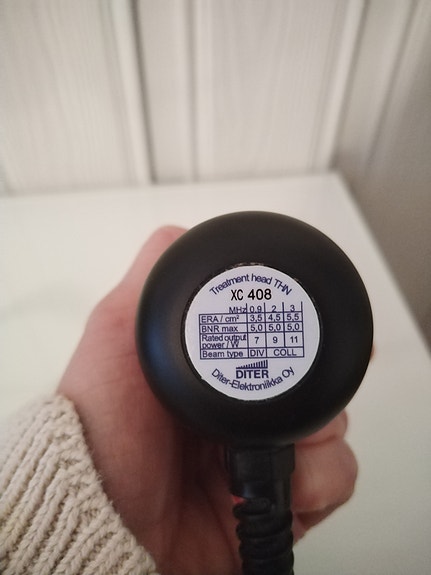 Treatment head THN
XC 408
MHz 0,9 2 3
ERA / cm² 3,5 4,5 5,5
BNR max 5,0 5,0 5,0
Rated output
power / W 7 9 11
Beam type DIV COLL
DITER
Diter-Elektroniikka Oy